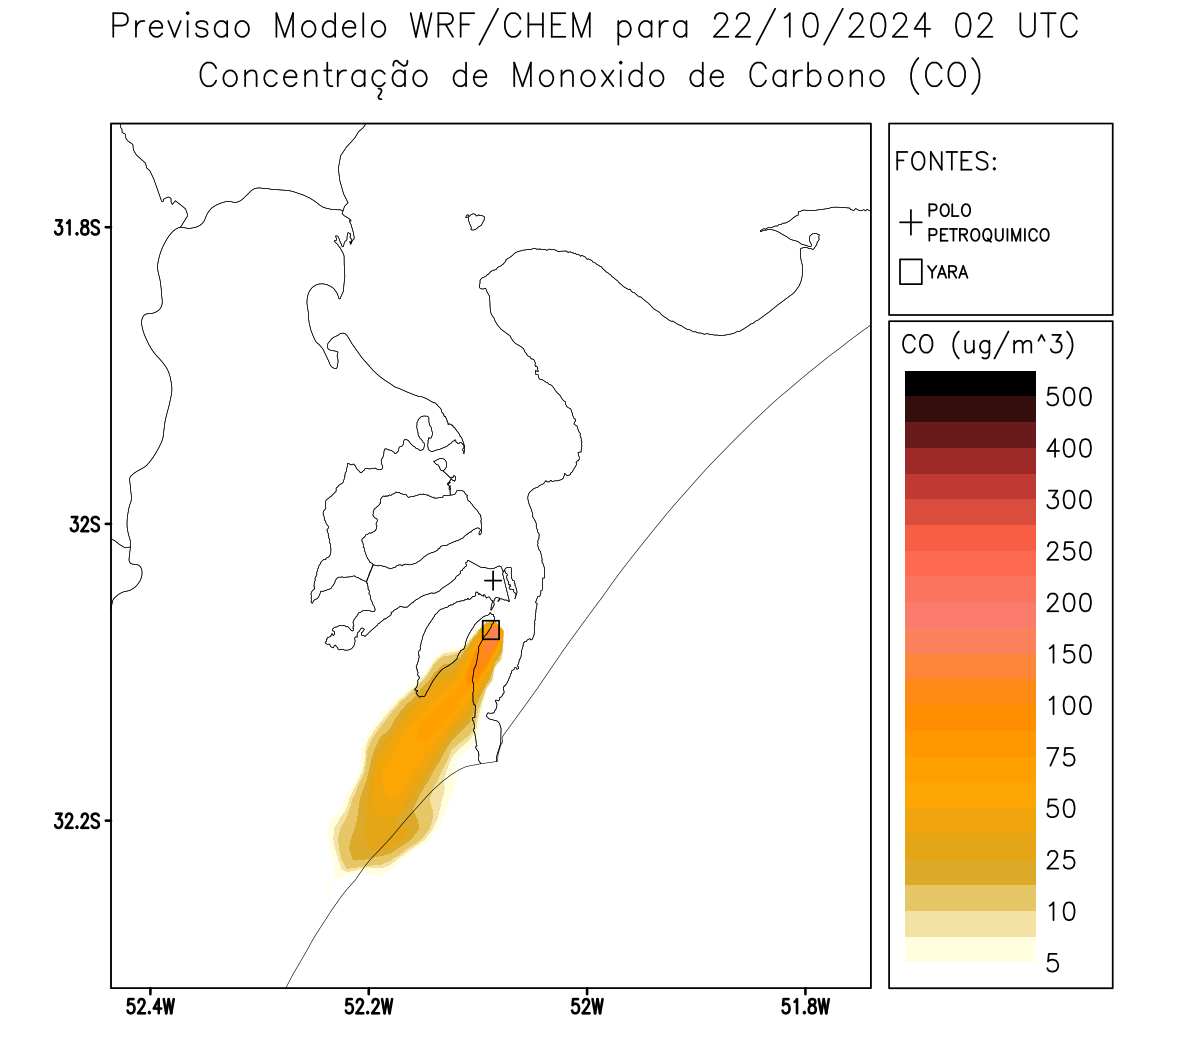 Previsao Modelo WRF/CHEM para 22/10/2024 02 UTC
Concentração de Monoxido de Carbono (CO)
FONTES:
POLO
PETROQUIMICO
YARA
CO (ug/m^3)
500
400
300
250
200
150
100
75
50
25
10
5
31.8S
32S
32.2S
52.4W
52.2W
52W
51.8W